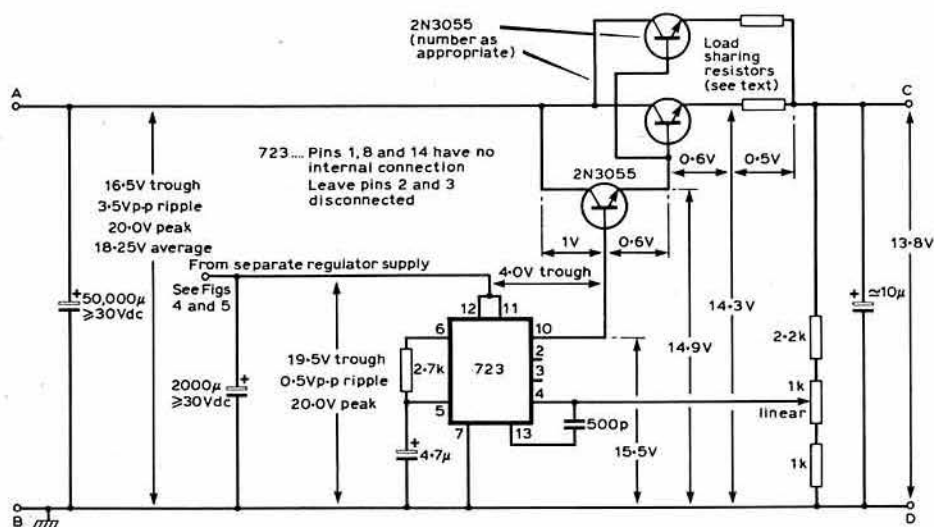 2N3055
(number as
appropriate)
Load
sharing
resistors
(see text)
A
C
723.... Pins 1, 8 and 14 have no
internal connection
Leave pins 2 and 3
disconnected
2N3055
0·6V
0·5V
16·5V trough
3·5Vp-p ripple
20·0V peak
18·25V average
1V
0·6V
13·8V
From separate regulator supply
See Figs
4 and 5
4·0V trough
14·3V
+
50,000µ
≥30Vdc
+
≃10µ
12
11
6
10
14·9V
2·2k
19·5V trough
0·5Vp-p ripple
20·0V peak
2·7k
723
2
3
4
+
2000µ
≥30Vdc
1k
linear
5
7
13
500p
15·5V
+
4·7µ
1k
B
D